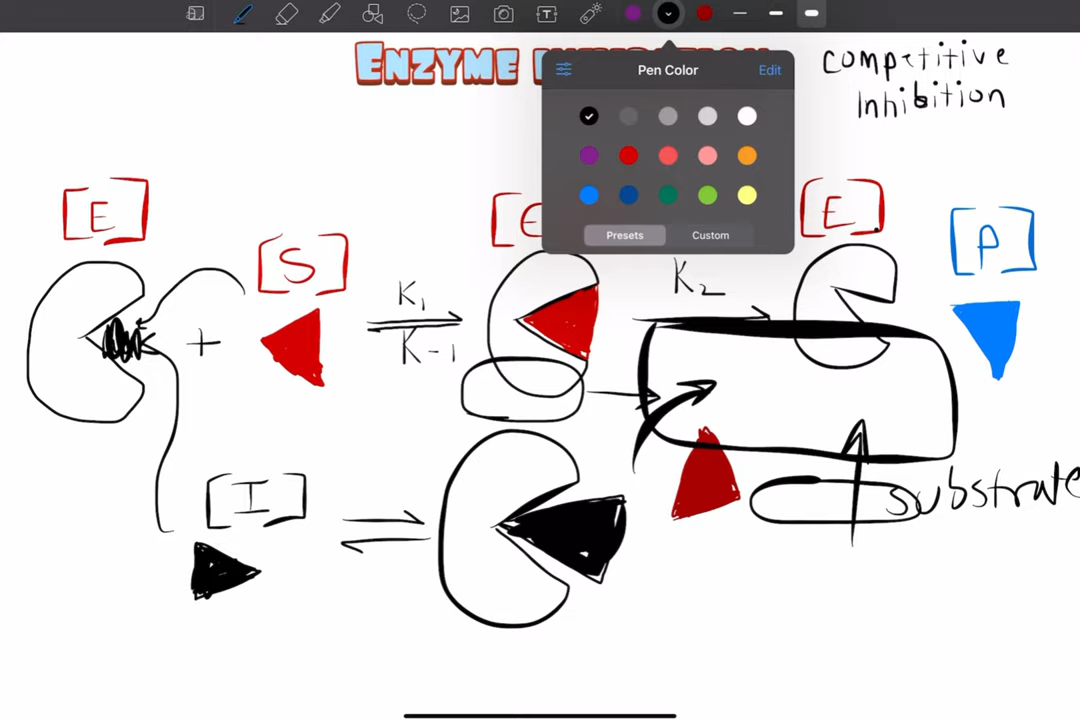 ENZYME
Pen Color
Edit
competitive
Inhibition
[E]
[S]
[E]
[P]
K1
K-1
K2
+
Presets
Custom
[I]
substrate